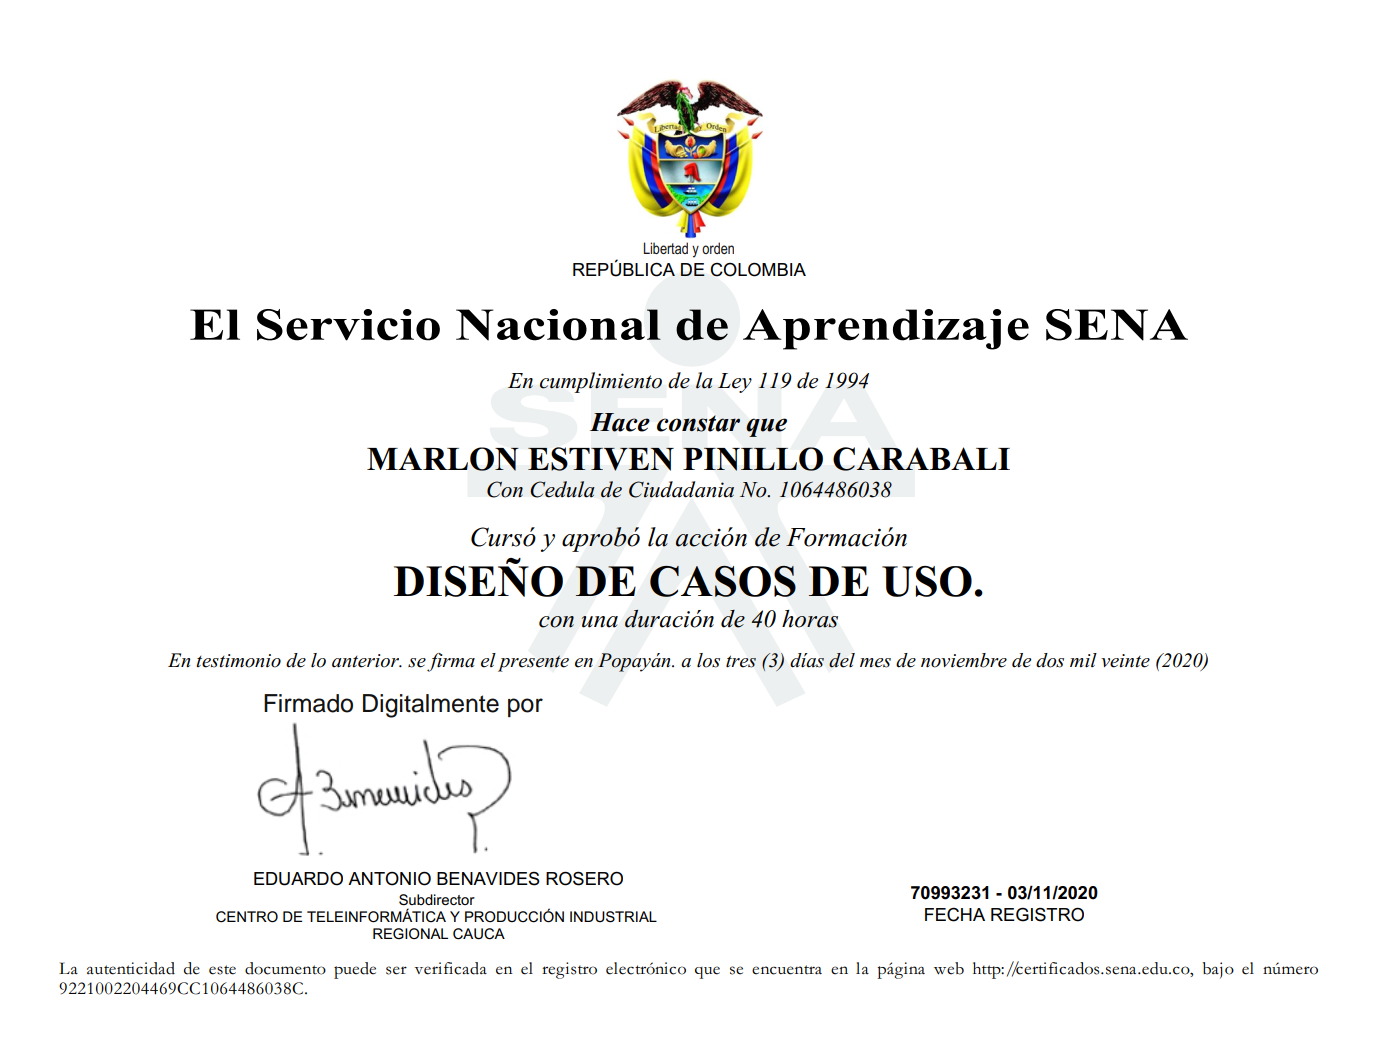 Libertad y Orden
Libertad y orden
REPÚBLICA DE COLOMBIA
El Servicio Nacional de Aprendizaje SENA
En cumplimiento de la Ley 119 de 1994
SENA
Hace constar que
MARLON ESTIVEN PINILLO CARABALI
Con Cedula de Ciudadania No. 1064486038
Cursó y aprobó la acción de Formación
DISEÑO DE CASOS DE USO.
con una duración de 40 horas
En testimonio de lo anterior. se firma el presente en Popayán. a los tres (3) días del mes de noviembre de dos mil veinte (2020)
Firmado Digitalmente por
A Benavides R
EDUARDO ANTONIO BENAVIDES ROSERO
Subdirector
CENTRO DE TELEINFORMÁTICA Y PRODUCCIÓN INDUSTRIAL
REGIONAL CAUCA
70993231 - 03/11/2020
FECHA REGISTRO
La autenticidad de este documento puede ser verificada en el registro electrónico que se encuentra en la página web http://certificados.sena.edu.co, bajo el número
9221002204469CC1064486038C.